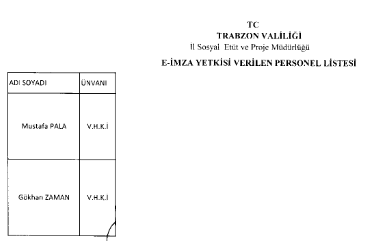 TC
TRABZON VALİLİĞİ
İl Sosyal Etüt ve Proje Müdürlüğü
E-İMZA YETKİSİ VERİLEN PERSONEL LİSTESİ
ADI SOYADI ÜNVANI
Mustafa PALA V.H.K.İ
Gökhan ZAMAN V.H.K.İ